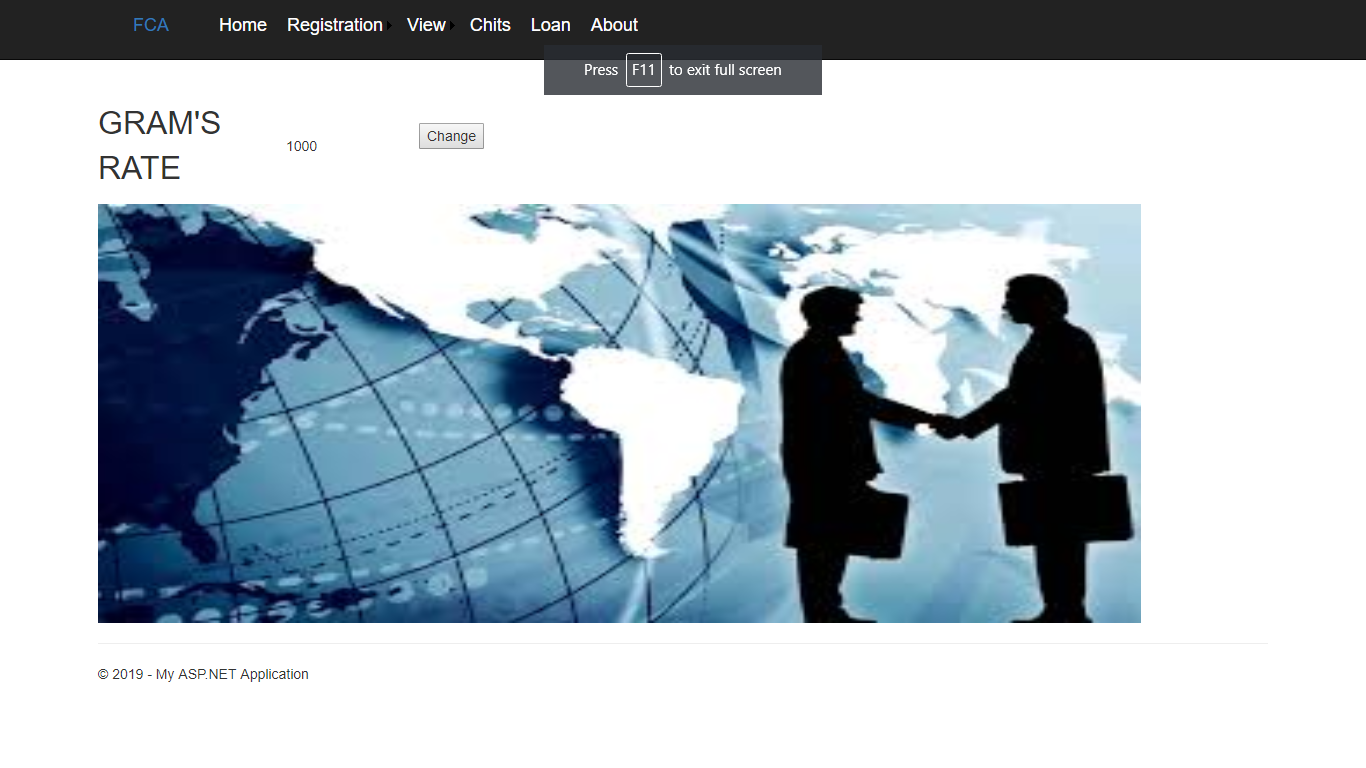 FCA Home Registration View Chits Loan About
Press F11 to exit full screen
GRAM'S
RATE
1000
Change
© 2019 - My ASP.NET Application